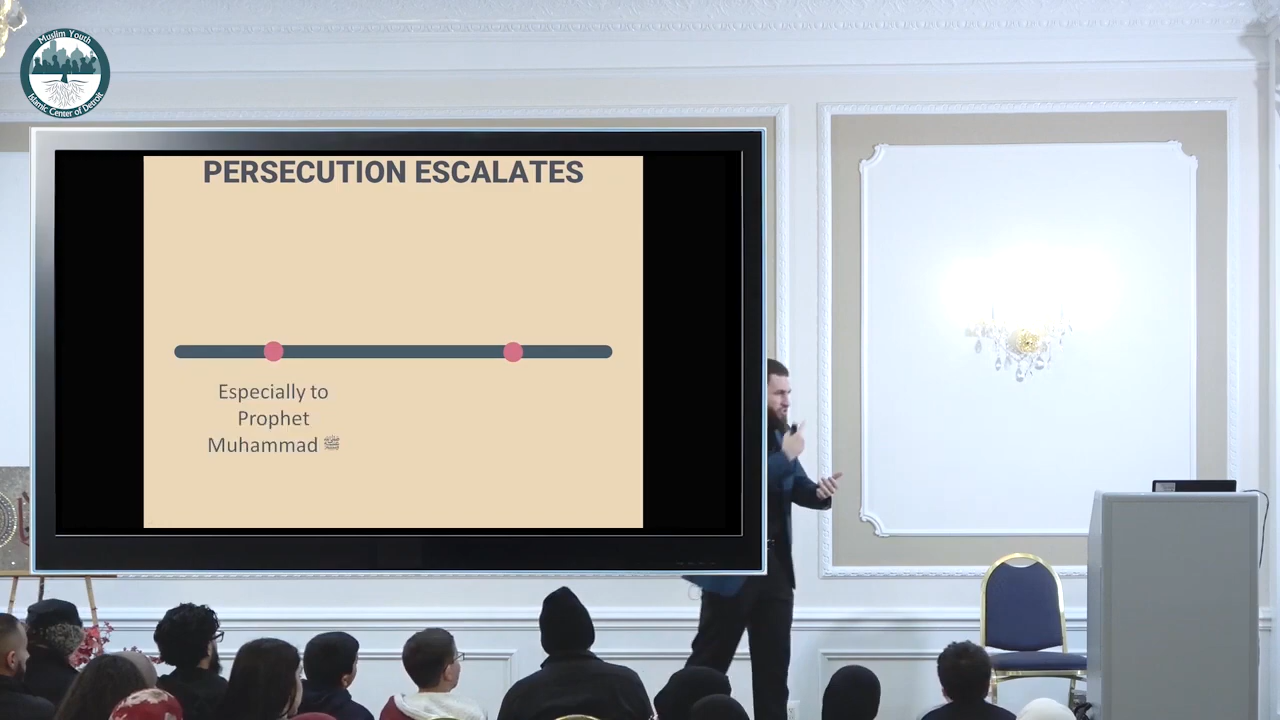 Muslim Youth
Islamic Center of Detroit
PERSECUTION ESCALATES
Especially to
Prophet
Muhammad ﷺ